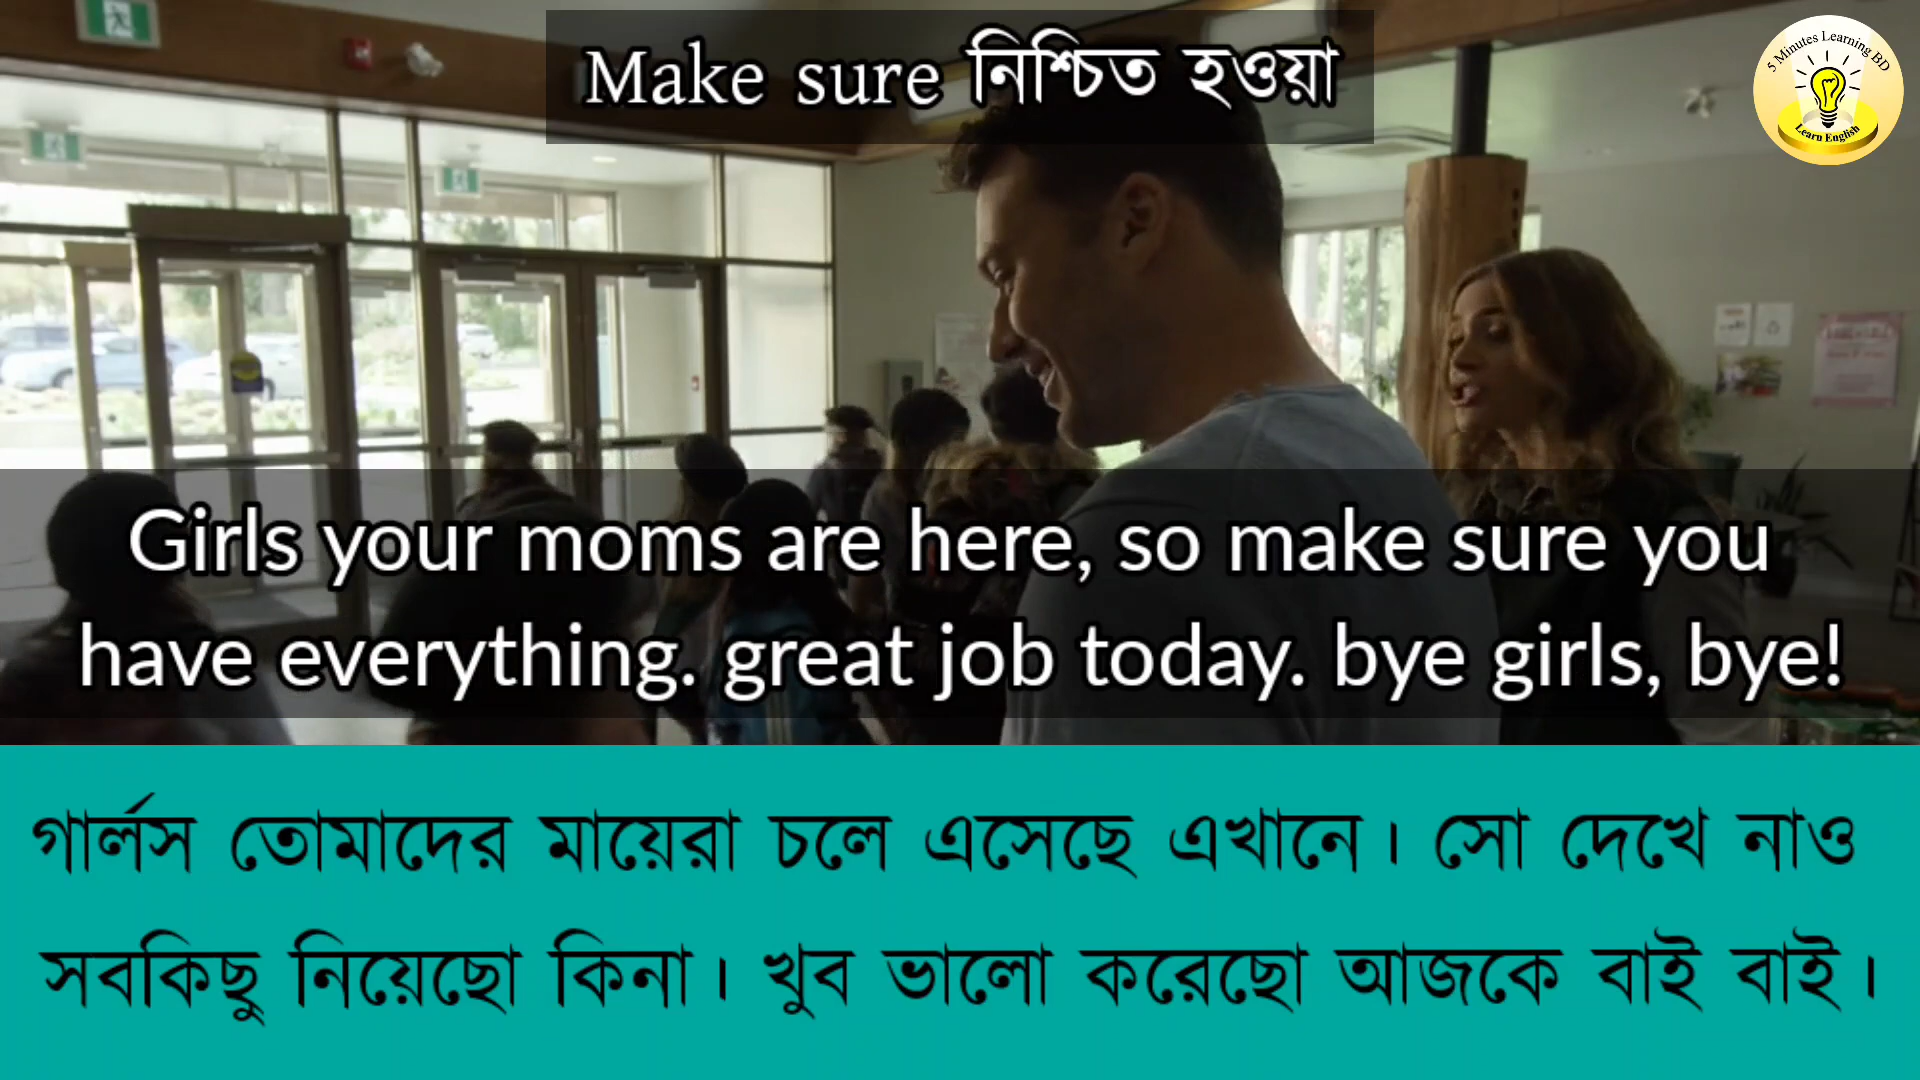 Make sure নিশ্চিত হওয়া
5 Minutes Learning BD
Learn English
Girls your moms are here, so make sure you
have everything. great job today. bye girls, bye!
গার্লস তোমাদের মায়েরা চলে এসেছে এখানে। সো দেখে নাও
সবকিছু নিয়েছো কিনা। খুব ভালো করেছো আজকে বাই বাই।